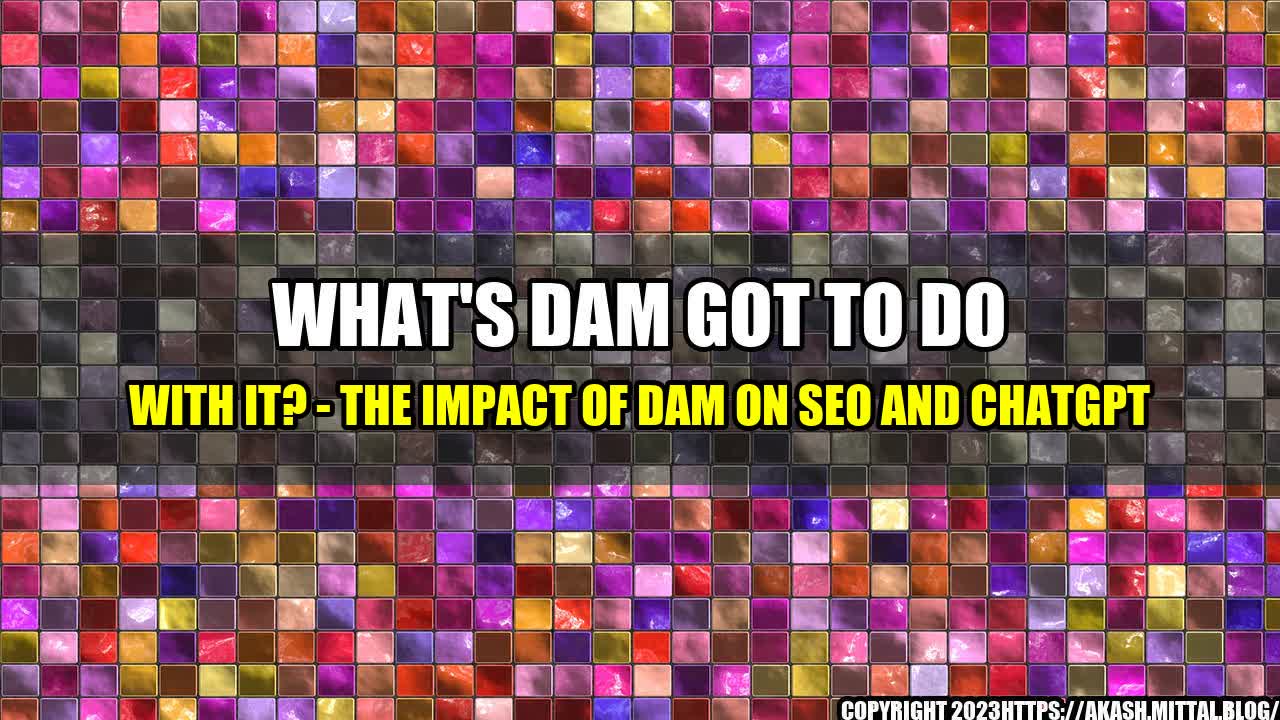 WHAT'S DAM GOT TO DO
WITH IT? - THE IMPACT OF DAM ON SEO AND CHATGPT
COPYRIGHT 2023HTTPS://AKASH.MITTAL.BLOG/